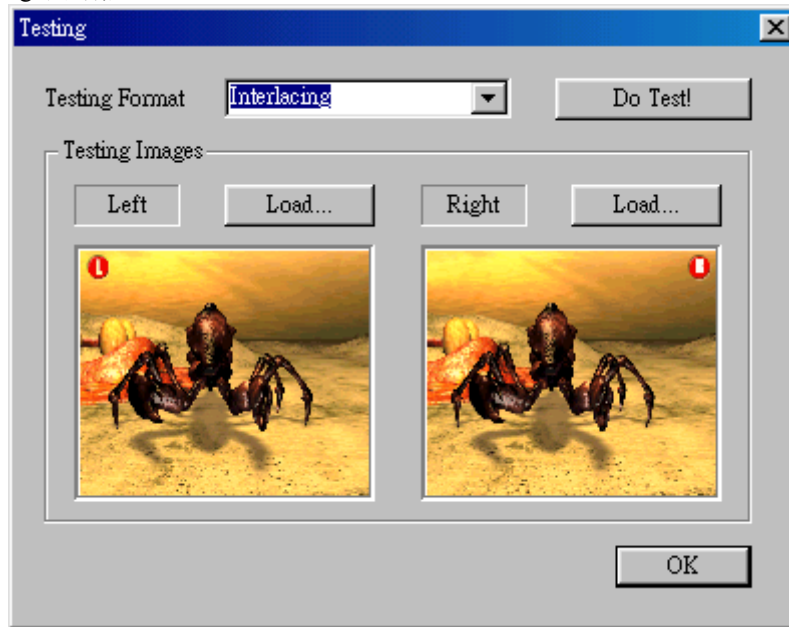 Testing
Testing Format Interlacing Do Test!
Testing Images
Left Load... Right Load...
L
OK